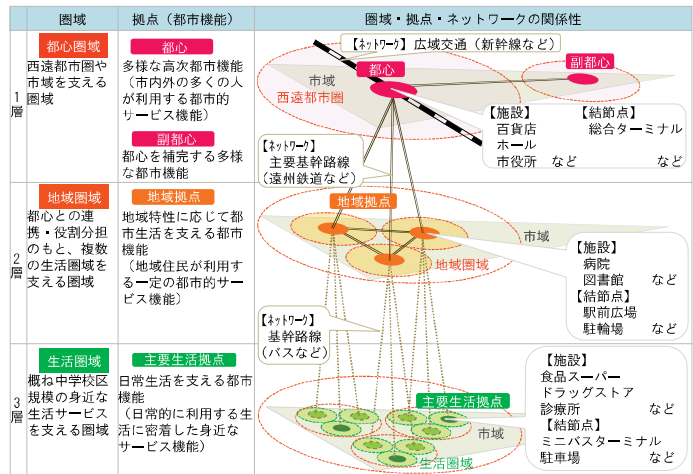 圏域
拠点（都市機能）
圏域・拠点・ネットワークの関係性
1層
都心圏域
西遠都市圏や
市域を支える
圏域
都心
多様な高次都市機能
（市内外の多くの人
が利用する都市的
サービス機能）
副都心
都心を補完する多様
な都市機能
【ﾈｯﾄﾜｰｸ】広域交通（新幹線など）
都心
副都心
市域
西遠都市圏
【施設】
百貨店
ホール
市役所 など
【結節点】
総合ターミナル
など
【ﾈｯﾄﾜｰｸ】
主要基幹路線
（遠州鉄道など）
2層
地域圏域
都心との連
携・役割分担
のもと、複数
の生活圏域を
支える圏域
地域拠点
地域特性に応じて都
市生活を支える都市
機能
（地域住民が利用す
る一定の都市的サー
ビス機能）
地域拠点
市域
地域圏域
【施設】
病院
図書館 など
【結節点】
駅前広場
駐輪場 など
【ﾈｯﾄﾜｰｸ】
基幹路線
（バスなど）
3層
生活圏域
概ね中学校区
規模の身近な
生活サービス
を支える圏域
主要生活拠点
日常生活を支える都市
機能
（日常的に利用する生
活に密着した身近な
サービス機能）
主要生活拠点
市域
生活圏域
【施設】
食品スーパー
ドラッグストア
診療所 など
【結節点】
ミニバスターミナル
駐車場 など